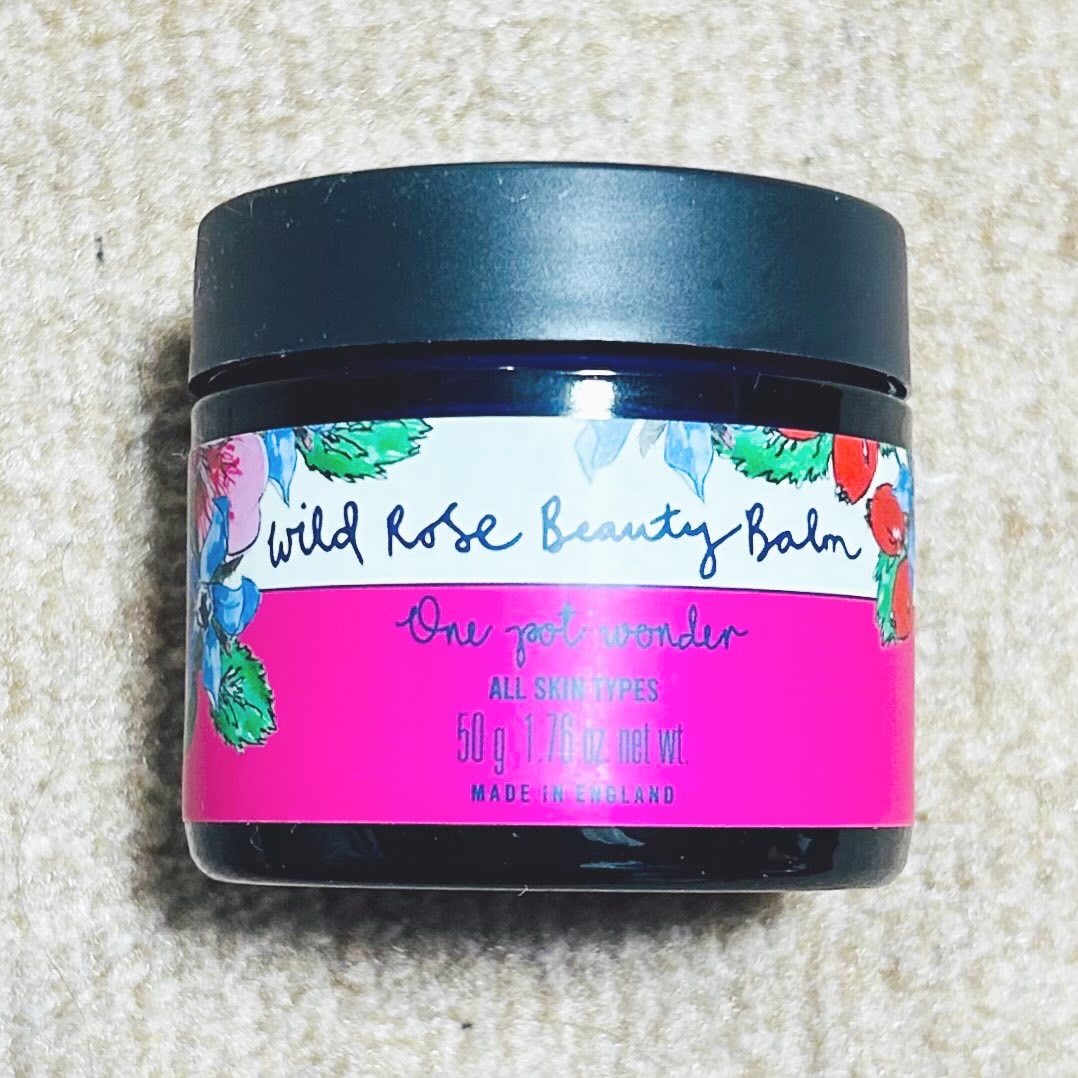 Wild Rose Beauty Balm
One pot wonder
ALL SKIN TYPES
50 g 1.76 oz. net wt.
MADE IN ENGLAND